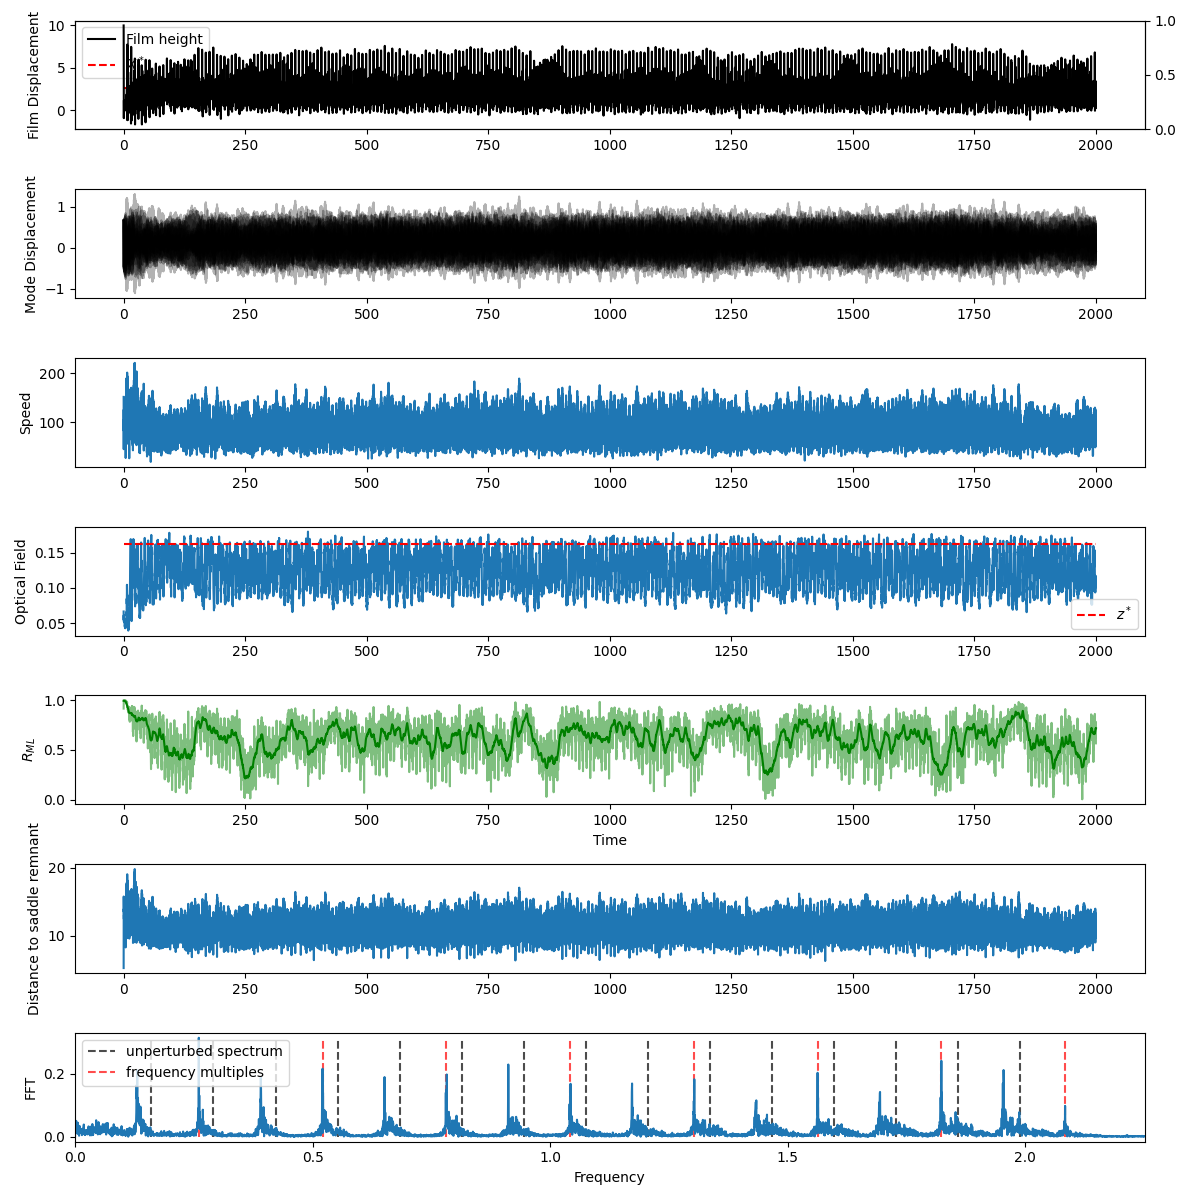 Film Displacement
10
5
0
Film height
1.0
0.5
0.0
0 250 500 750 1000 1250 1500 1750 2000
Mode Displacement
1
0
−1
0 250 500 750 1000 1250 1500 1750 2000
Speed
200
100
0 250 500 750 1000 1250 1500 1750 2000
Optical Field
0.15
0.10
0.05
z*
0 250 500 750 1000 1250 1500 1750 2000
R_ML
1.0
0.5
0.0
0 250 500 750 1000 1250 1500 1750 2000
Time
Distance to saddle remnant
20
10
0 250 500 750 1000 1250 1500 1750 2000
FFT
0.2
0.0
unperturbed spectrum
frequency multiples
0.0 0.5 1.0 1.5 2.0
Frequency